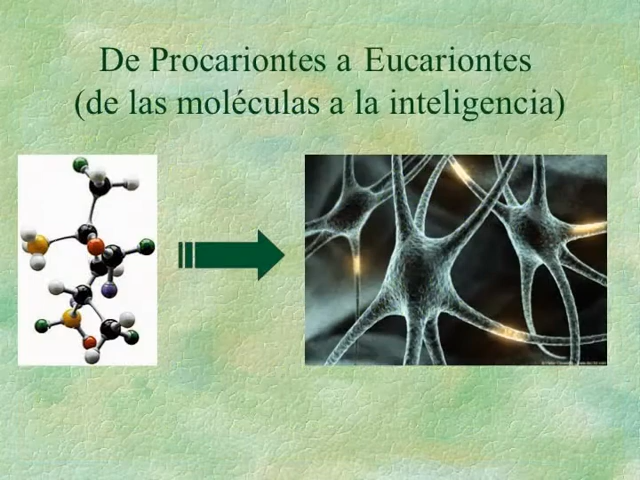 De Procariontes a Eucariontes
(de las moléculas a la inteligencia)